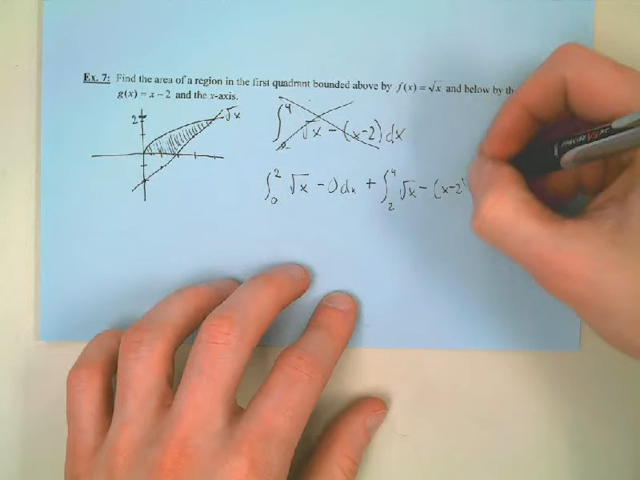 Ex. 7: Find the area of a region in the first quadrant bounded above by f(x) = √x and below by th
g(x) = x − 2 and the x-axis.
2 √x
∫₀⁴ √x − (x−2) dx
∫₀² √x − 0 dx + ∫₂⁴ √x − (x−2)